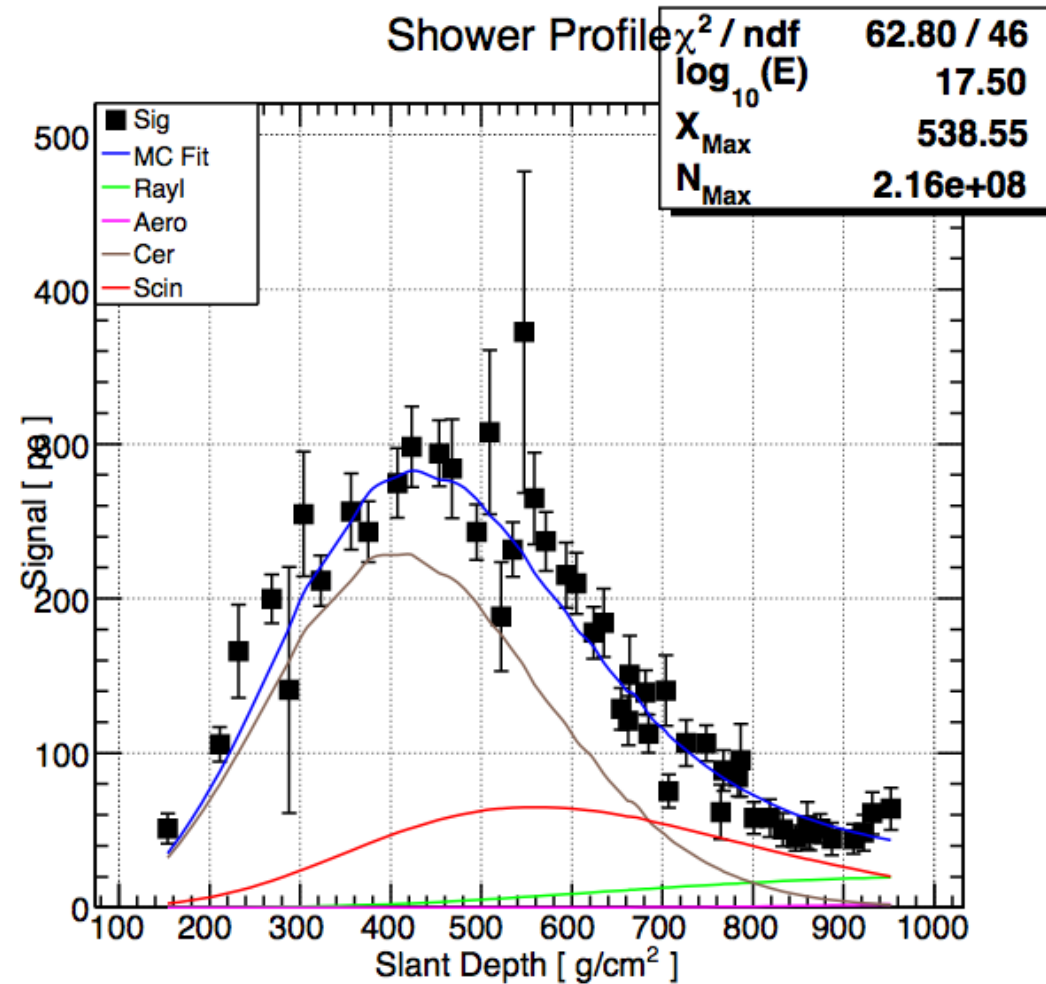 Shower Profile
χ² / ndf 62.80 / 46
log₁₀(E) 17.50
X_Max 538.55
N_Max 2.16e+08
Sig
MC Fit
Rayl
Aero
Cer
Scin
500
400
300
200
100
0
Signal [ pe ]
100 200 300 400 500 600 700 800 900 1000
Slant Depth [ g/cm² ]